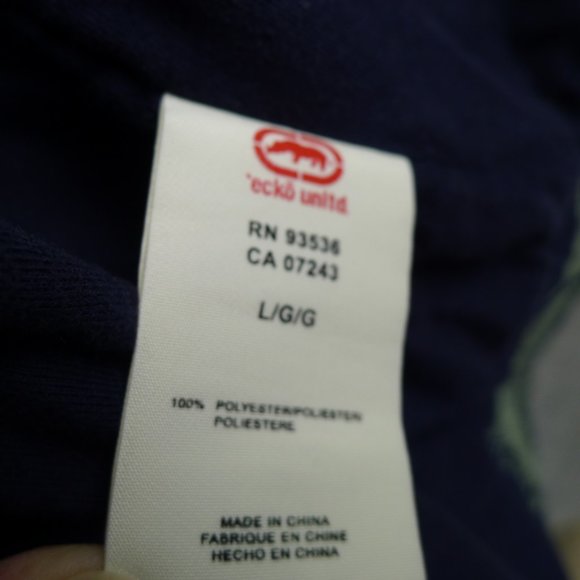 ecko unltd.
RN 93536
CA 07243
L/G/G
100% POLYESTER/POLIESTER/
POLIESTERE
MADE IN CHINA
FABRIQUE EN CHINE
HECHO EN CHINA